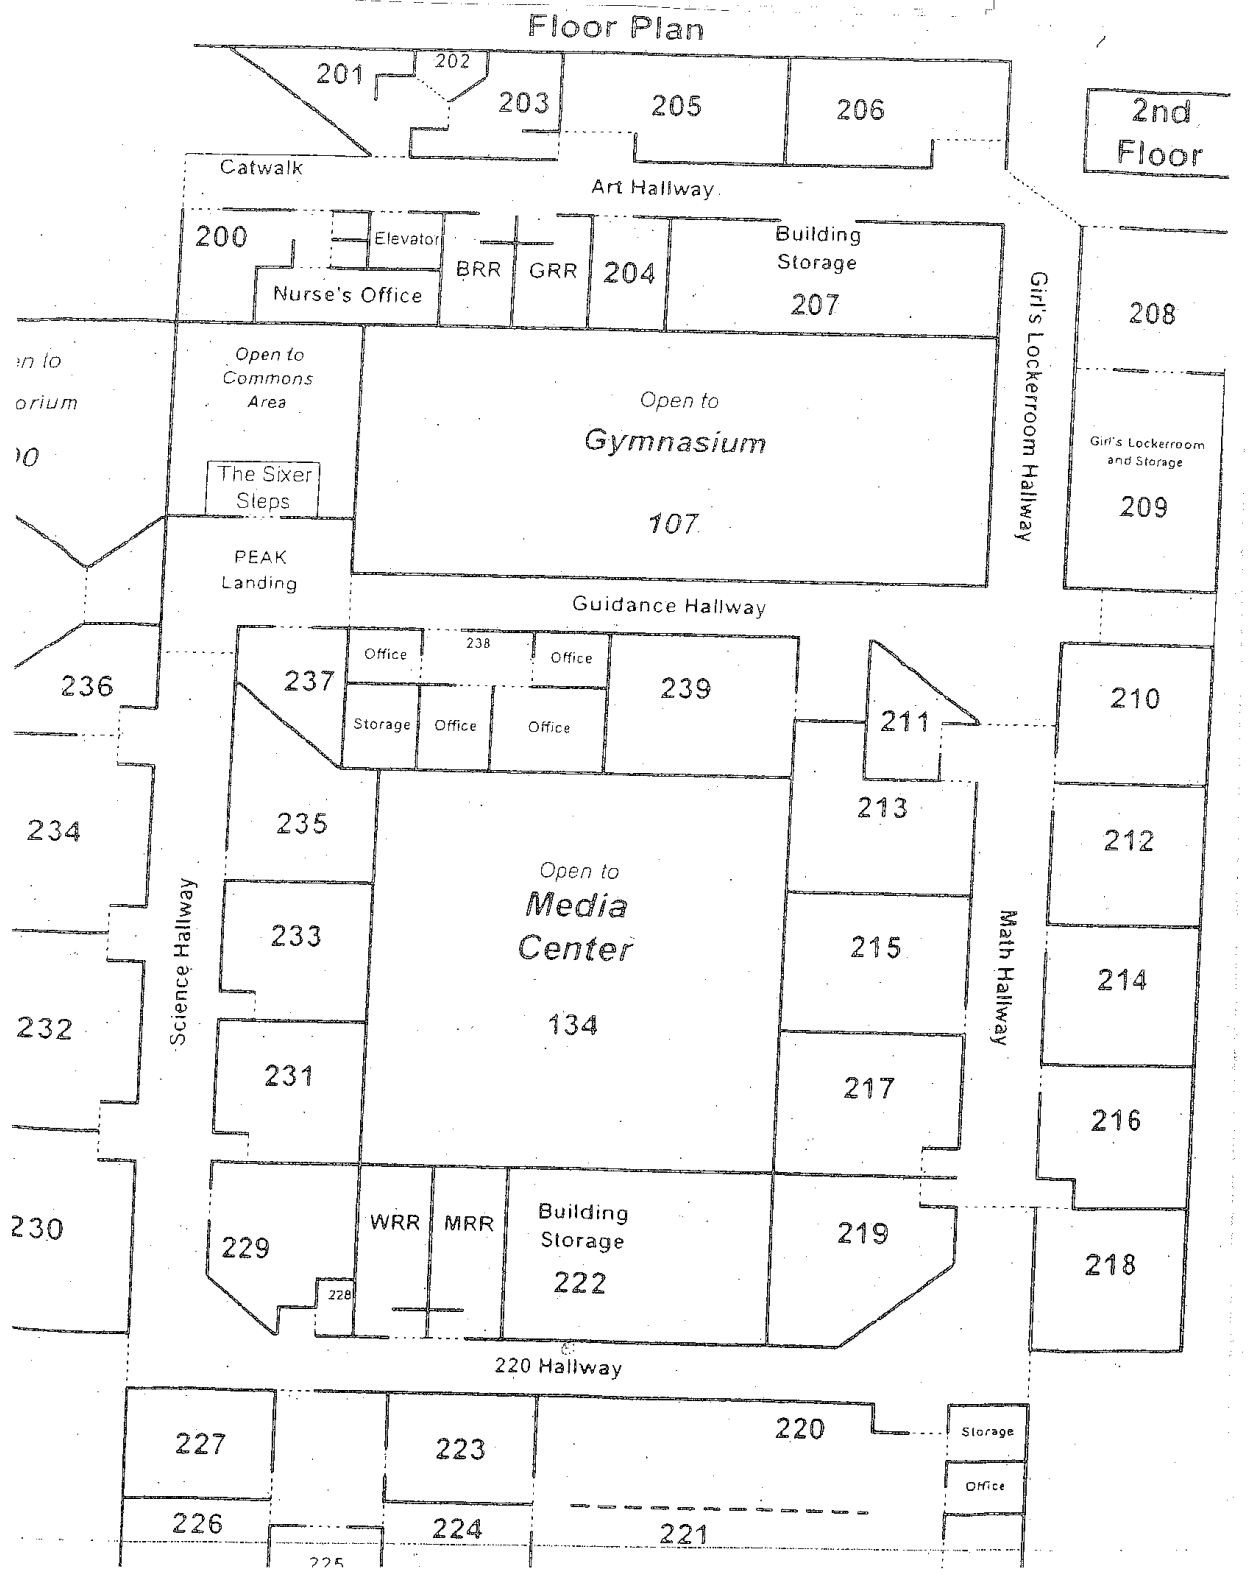 Floor Plan
201
202
203
205
206
2nd
Floor
Catwalk
Art Hallway
200
Elevator
BRR
GRR
204
Building
Storage
207
Nurse's Office
Girl's Lockerroom Hallway
208
Open to
Commons
Area
Open to
Gymnasium
107
Girl's Lockerroom
and Storage
209
The Sixer
Steps
PEAK
Landing
Guidance Hallway
236
237
Office
238
Office
239
Storage
Office
Office
211
210
234
235
213
212
Open to
Media
Center
134
Science Hallway
233
215
Math Hallway
214
232
231
217
216
230
229
228
WRR
MRR
Building
Storage
222
219
218
220 Hallway
227
223
220
Storage
Office
226
224
221
225